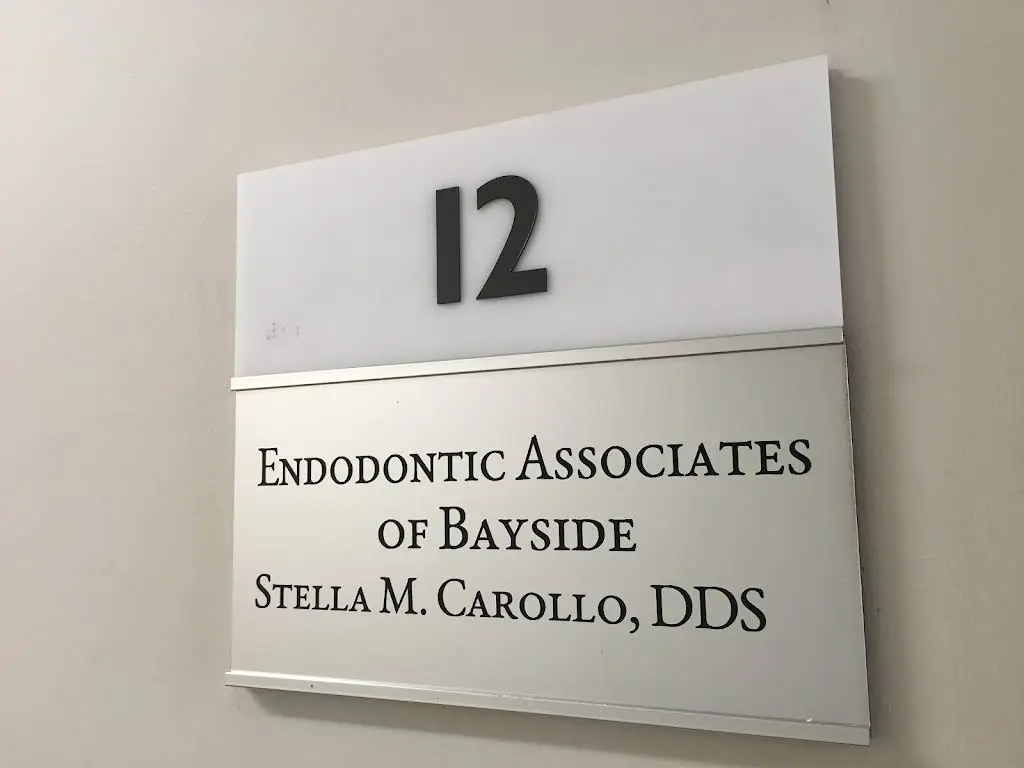 12
Endodontic Associates
of Bayside
Stella M. Carollo, DDS